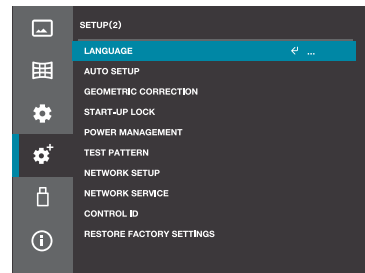 SETUP(2)
LANGUAGE ...
AUTO SETUP
GEOMETRIC CORRECTION
START-UP LOCK
POWER MANAGEMENT
TEST PATTERN
NETWORK SETUP
NETWORK SERVICE
CONTROL ID
RESTORE FACTORY SETTINGS